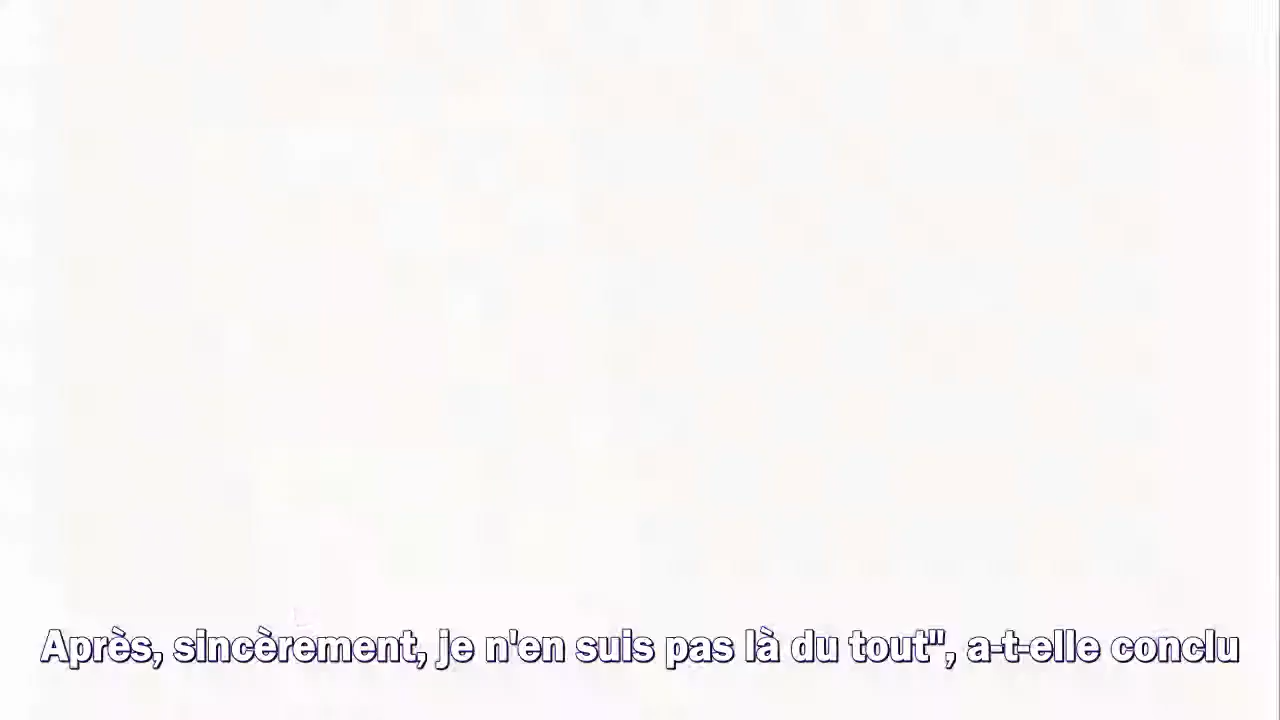 Après, sincèrement, je n'en suis pas là du tout", a-t-elle conclu